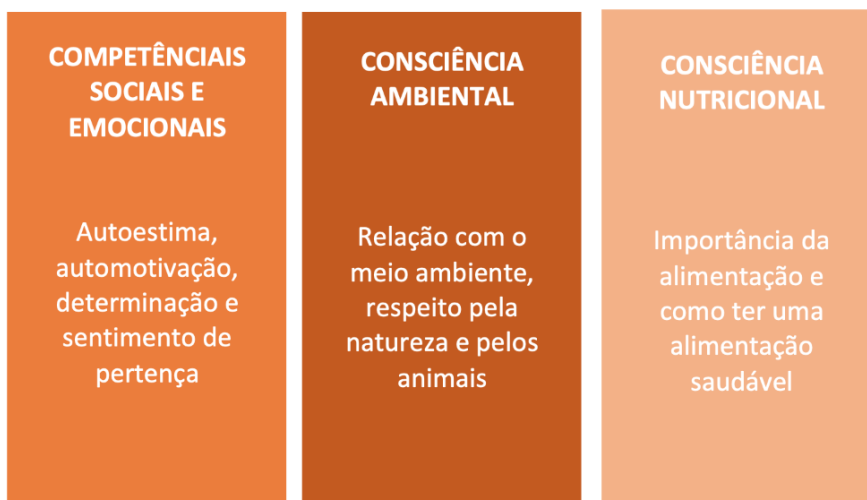 COMPETÊNCIAIS
SOCIAIS E
EMOCIONAIS
Autoestima,
automotivação,
determinação e
sentimento de
pertença
CONSCIÊNCIA
AMBIENTAL
Relação com o
meio ambiente,
respeito pela
natureza e pelos
animais
CONSCIÊNCIA
NUTRICIONAL
Importância da
alimentação e
como ter uma
alimentação
saudável